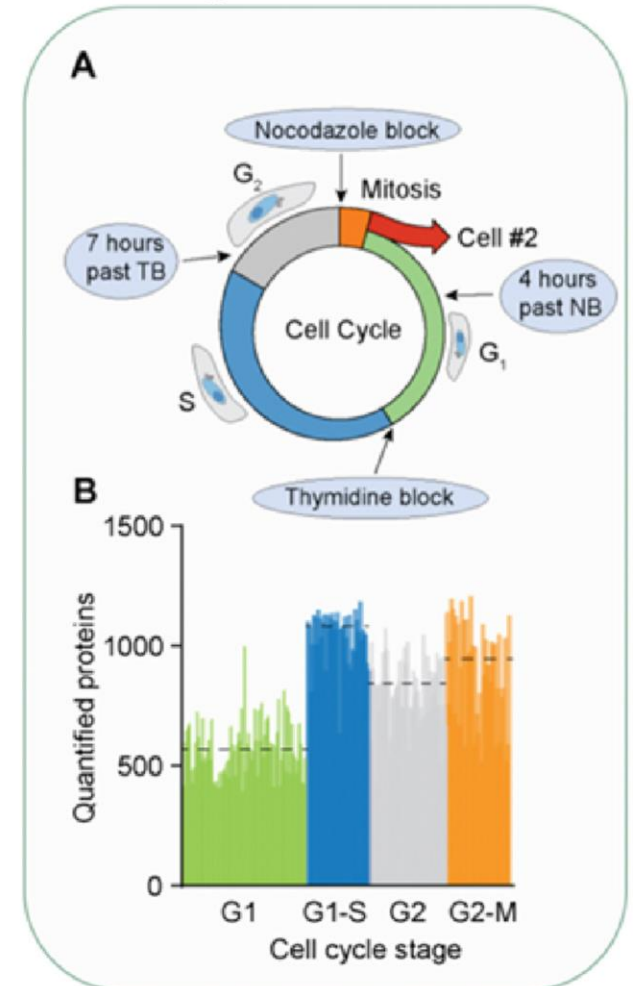 A
Nocodazole block
G2
Mitosis
7 hours
past TB
Cell #2
4 hours
past NB
Cell Cycle
G1
S
Thymidine block
B
Quantified proteins
1500
1000
500
0
G1 G1-S G2 G2-M
Cell cycle stage